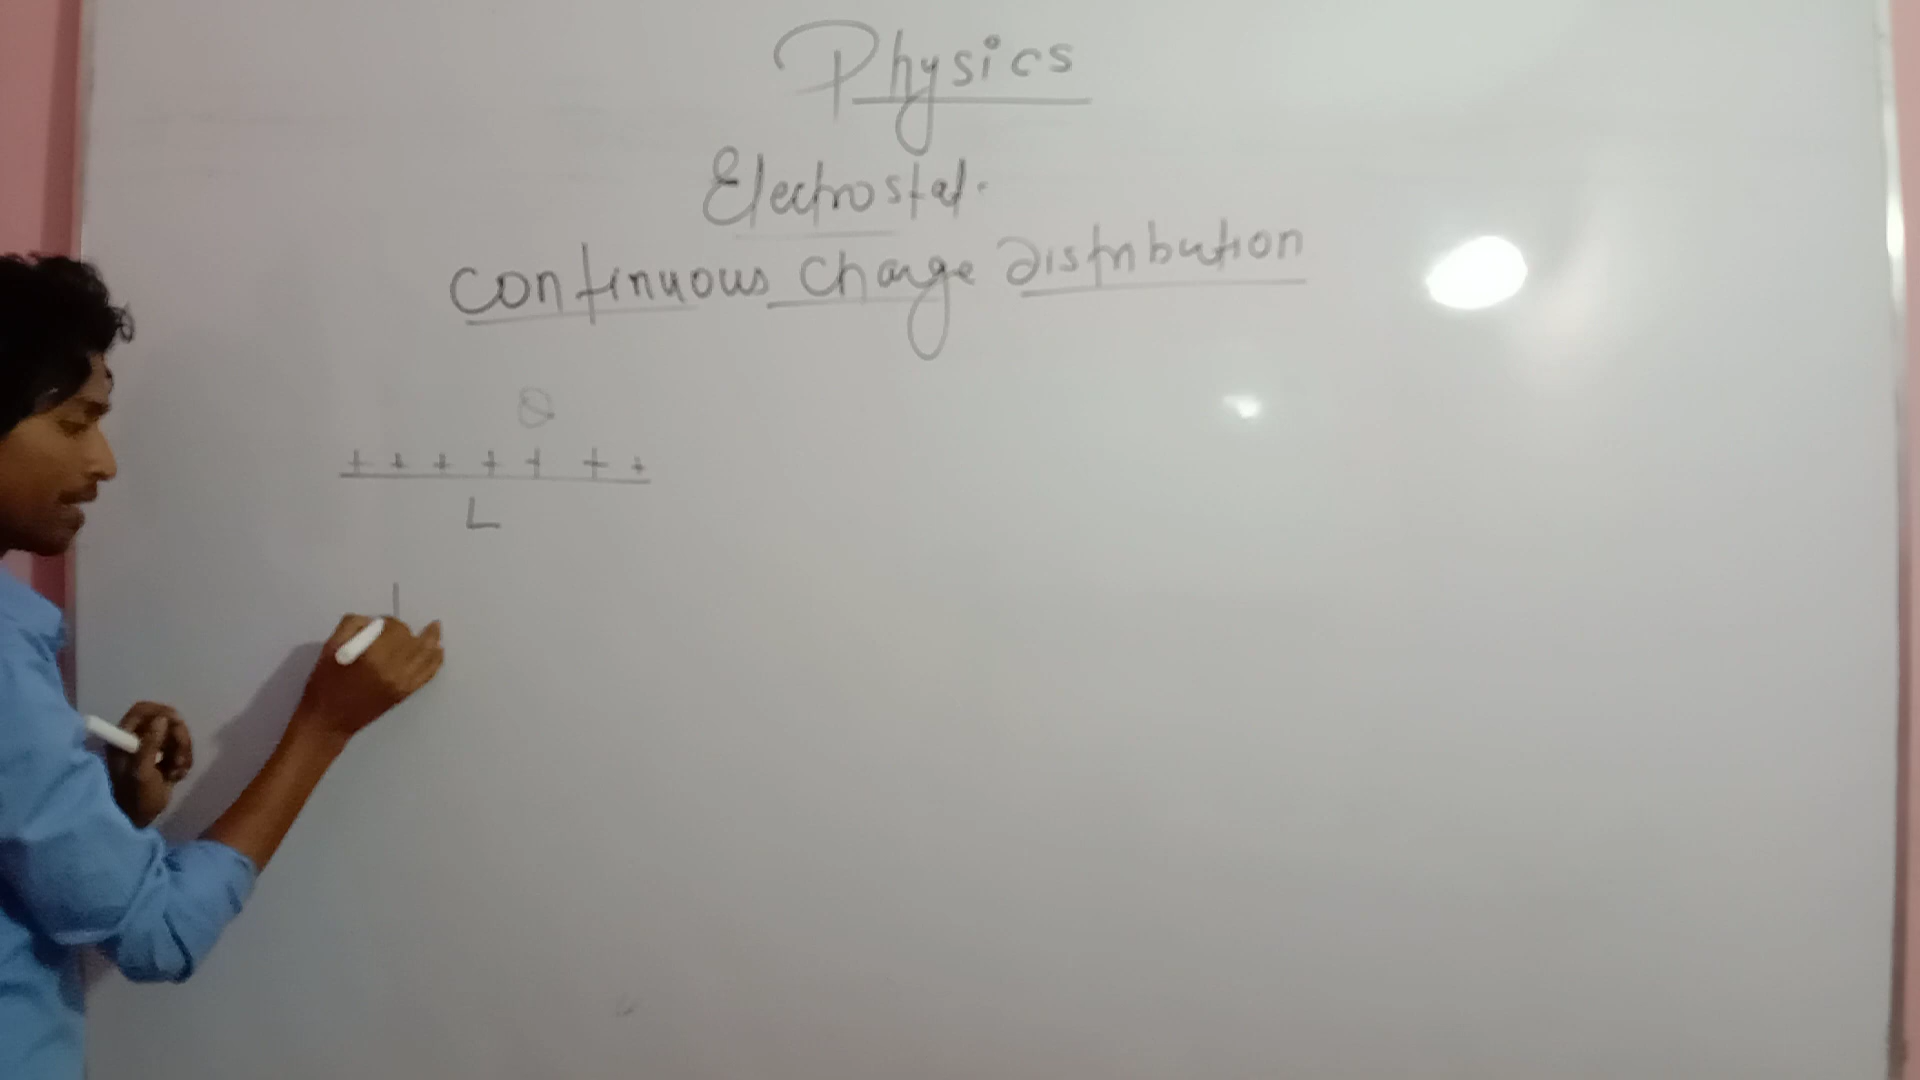 Physics
Electrostat.
Continuous Charge Distribution
Q
+ + + + + + +
L